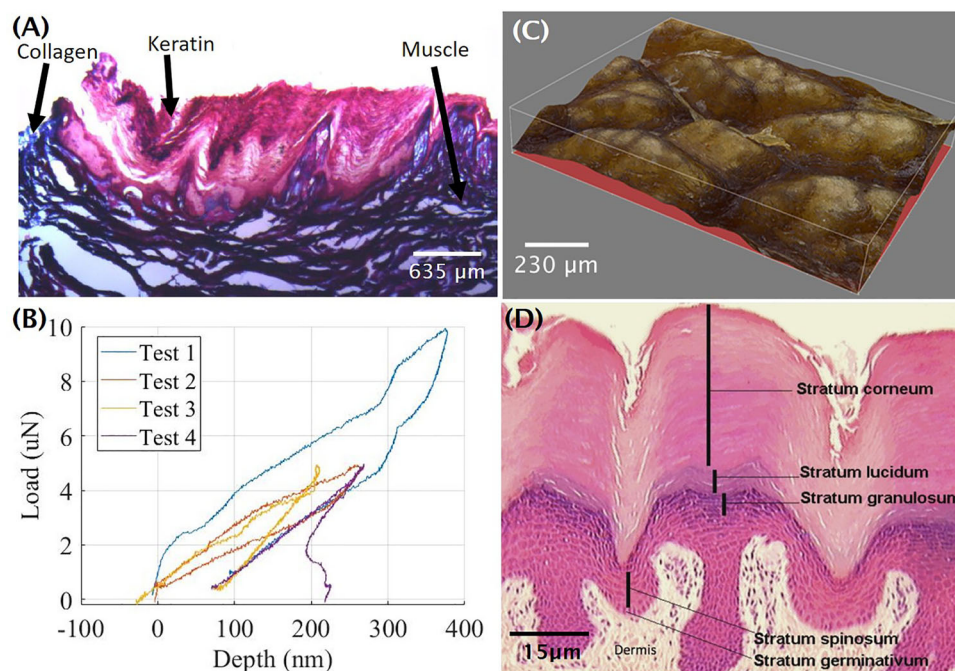 (A)
Collagen
Keratin
Muscle
635 μm
(B)
10
8
6
4
2
0
Test 1
Test 2
Test 3
Test 4
Load (uN)
-100 0 100 200 300 400
Depth (nm)
(C)
230 μm
(D)
Stratum corneum
Stratum lucidum
Stratum granulosum
Stratum spinosum
Stratum germinativum
Dermis
15μm